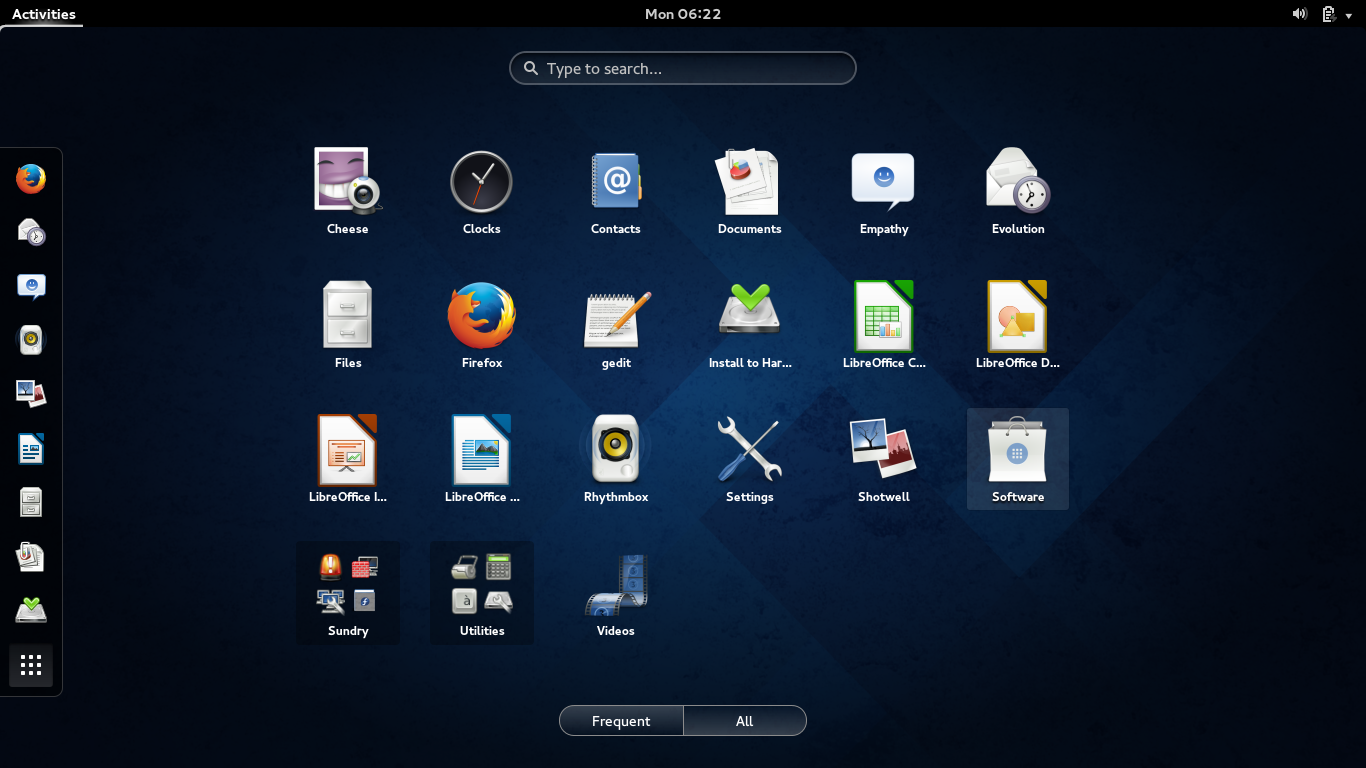 Activities
Mon 06:22
Type to search...
Cheese
Clocks
Contacts
Documents
Empathy
Evolution
Files
Firefox
gedit
Install to Har...
LibreOffice C...
LibreOffice D...
LibreOffice I...
LibreOffice ...
Rhythmbox
Settings
Shotwell
Software
Sundry
Utilities
Videos
Frequent
All